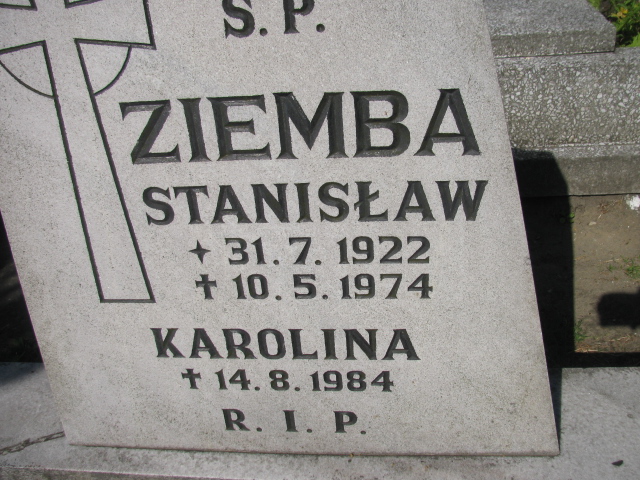 S. P.
ZIEMBA
STANISŁAW
✦ 31. 7. 1922
† 10. 5. 1974
KAROLINA
† 14. 8. 1984
R. I. P.